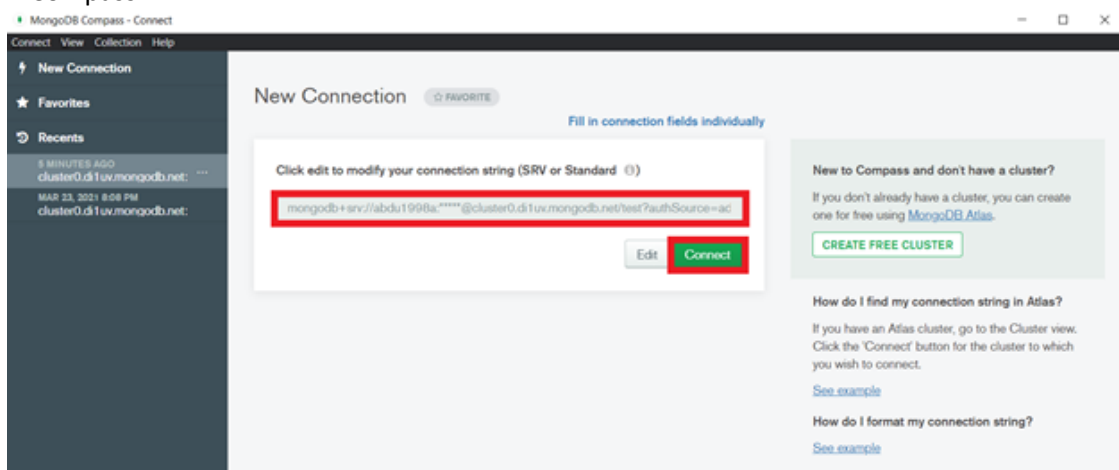 MongoDB Compass - Connect
Connect View Collection Help
New Connection
Favorites
Recents
5 MINUTES AGO
cluster0.di1uv.mongodb.net: ...
MAR 23, 2021 8:08 PM
cluster0.di1uv.mongodb.net:
New Connection
FAVORITE
Fill in connection fields individually
Click edit to modify your connection string (SRV or Standard)
mongodb+srv://abdu1998a:*****@cluster0.di1uv.mongodb.net/test?authSource=ad
Edit
Connect
New to Compass and don't have a cluster?
If you don't already have a cluster, you can create
one for free using MongoDB Atlas.
CREATE FREE CLUSTER
How do I find my connection string in Atlas?
If you have an Atlas cluster, go to the Cluster view.
Click the 'Connect' button for the cluster to which
you wish to connect.
See example
How do I format my connection string?
See example